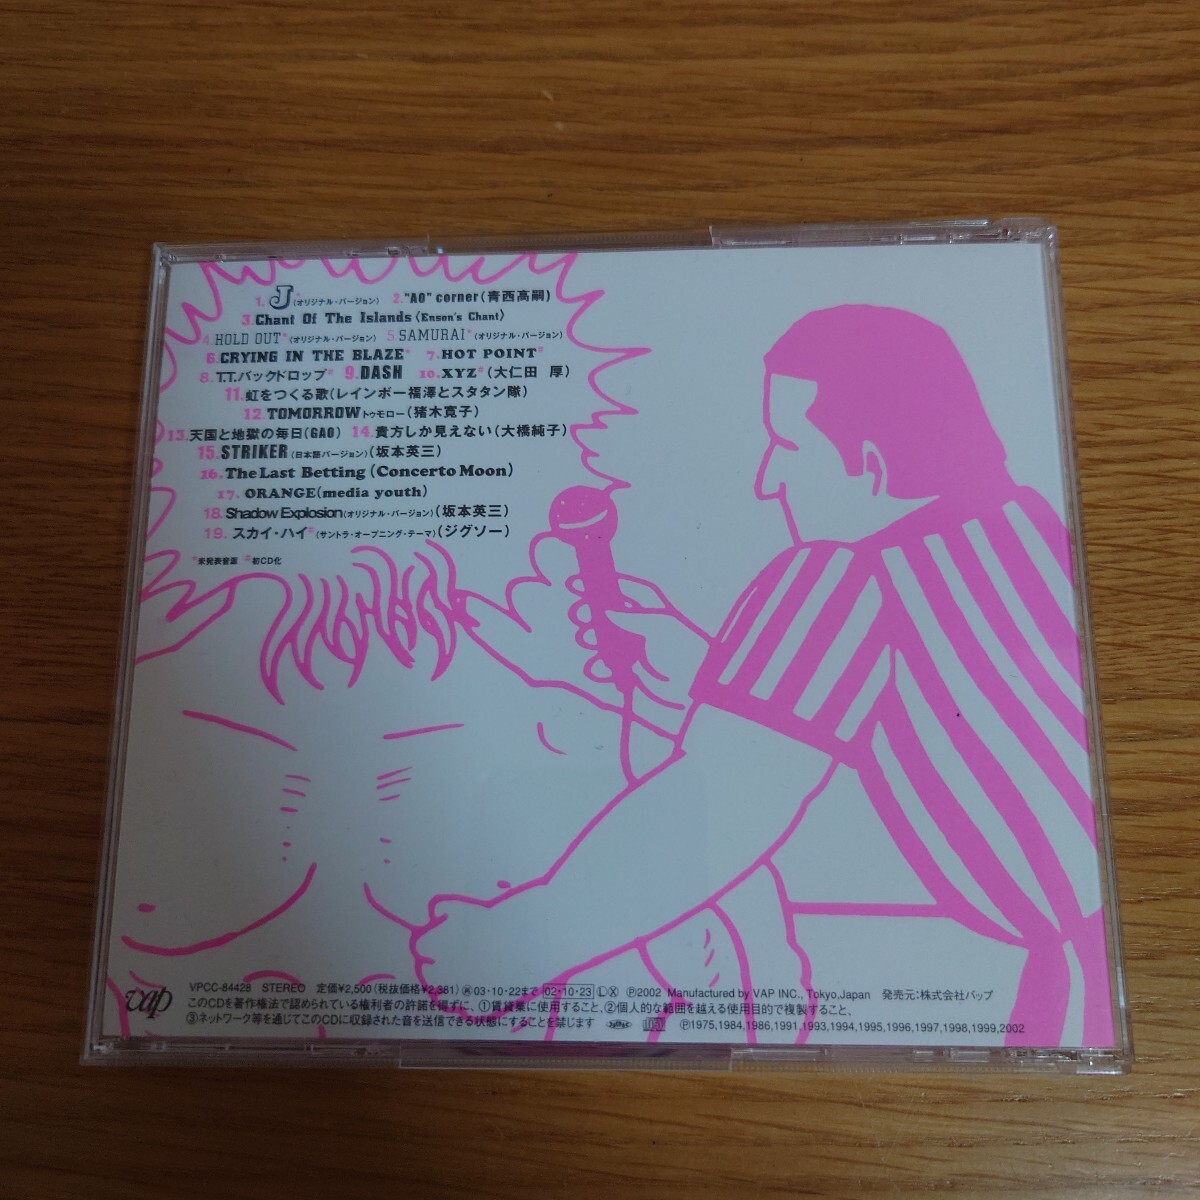 1. J*(オリジナル・バージョン) 2."AO" corner(青西高嗣)
3.Chant Of The Islands(Enson's Chant)
4.HOLD OUT*(オリジナル・バージョン) 5.SAMURAI*(オリジナル・バージョン)
6.CRYING IN THE BLAZE* 7.HOT POINT#
8.T.T.バックドロップ# 9.DASH 10.XYZ#(大仁田 厚)
11.虹をつくる歌(レインボー福澤とスタタン隊)
12.TOMORROWトゥモロー(猪木寛子)
13.天国と地獄の毎日(GAO) 14.貴方しか見えない(大橋純子)
15.STRIKER(日本語バージョン)(坂本英三)
16.The Last Betting(Concerto Moon)
17. ORANGE(media youth)
18.Shadow Explosion(オリジナル・バージョン)(坂本英三)
19. スカイ・ハイ#(サントラ・オープニング・テーマ)(ジグソー)
*未発表音源 #初CD化
vap
VPCC-84428 STEREO 定価¥2,500(税抜価格¥2,381)㋫03・10・22まで 02・10・23 L X ℗2002 Manufactured by VAP INC., Tokyo,Japan 発売元:株式会社バップ
このCDを著作権法で認められている権利者の許諾を得ずに、①賃貸業に使用すること、②個人的な範囲を越える使用目的で複製すること、
③ネットワーク等を通じてこのCDに収録された音を送信できる状態にすることを禁じます ℗1975,1984,1986,1991,1993,1994,1995,1996,1997,1998,1999,2002